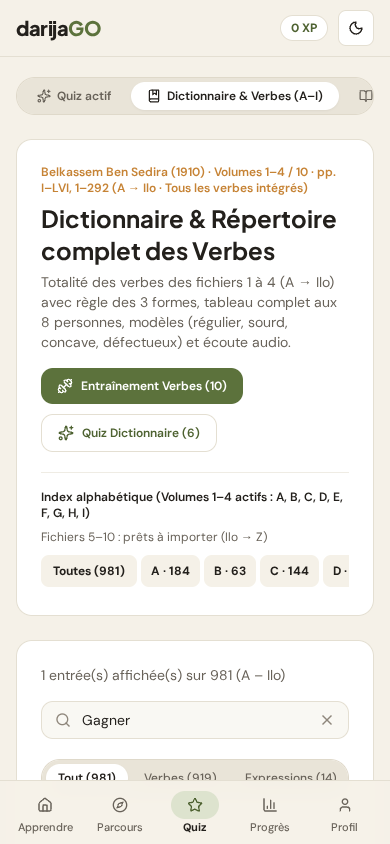 darijaGO
0 XP
Quiz actif
Dictionnaire & Verbes (A–I)
Belkassem Ben Sedira (1910) · Volumes 1–4 / 10 · pp.
I–LVI, 1–292 (A → Ilo · Tous les verbes intégrés)
Dictionnaire & Répertoire
complet des Verbes
Totalité des verbes des fichiers 1 à 4 (A → Ilo)
avec règle des 3 formes, tableau complet aux
8 personnes, modèles (régulier, sourd,
concave, défectueux) et écoute audio.
Entraînement Verbes (10)
Quiz Dictionnaire (6)
Index alphabétique (Volumes 1–4 actifs : A, B, C, D, E,
F, G, H, I)
Fichiers 5–10 : prêts à importer (Ilo → Z)
Toutes (981)
A · 184
B · 63
C · 144
D ·
1 entrée(s) affichée(s) sur 981 (A – Ilo)
Gagner
Tout (981)
Verbes (919)
Expressions (14)
Apprendre
Parcours
Quiz
Progrès
Profil